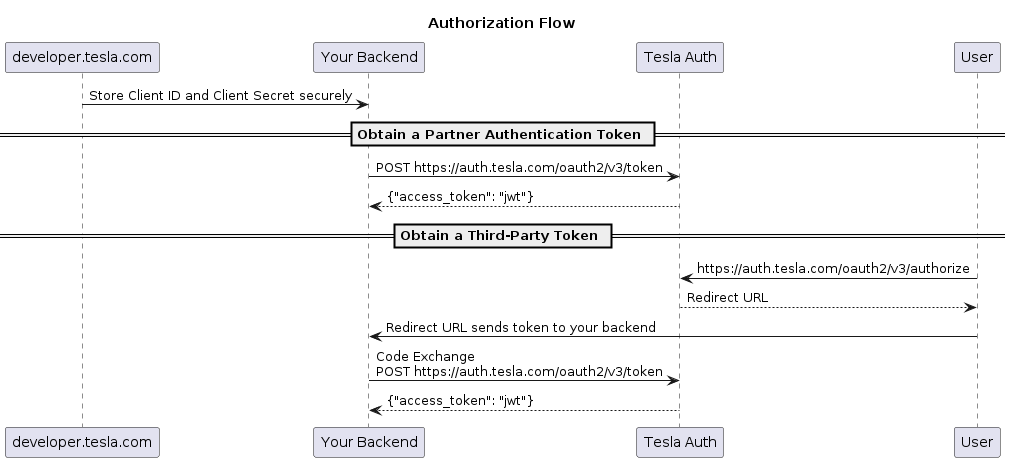 Authorization Flow
developer.tesla.com
Your Backend
Tesla Auth
User
Store Client ID and Client Secret securely
Obtain a Partner Authentication Token
POST https://auth.tesla.com/oauth2/v3/token
{"access_token": "jwt"}
Obtain a Third-Party Token
https://auth.tesla.com/oauth2/v3/authorize
Redirect URL
Redirect URL sends token to your backend
Code Exchange
POST https://auth.tesla.com/oauth2/v3/token
{"access_token": "jwt"}
developer.tesla.com
Your Backend
Tesla Auth
User